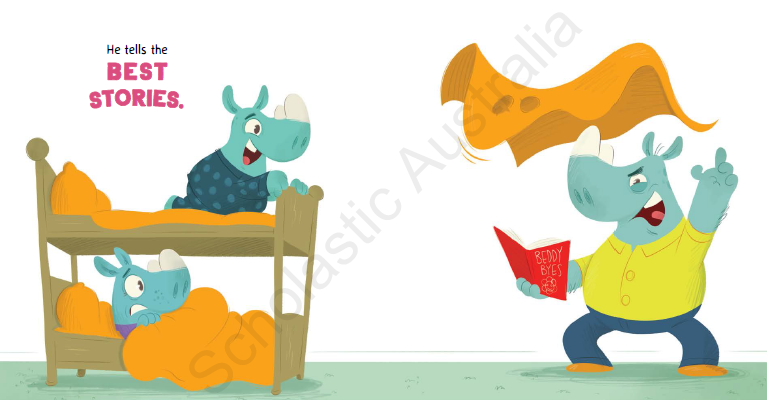 He tells the
BEST
STORIES.
Scholastic Australia
BEDDY
BYES